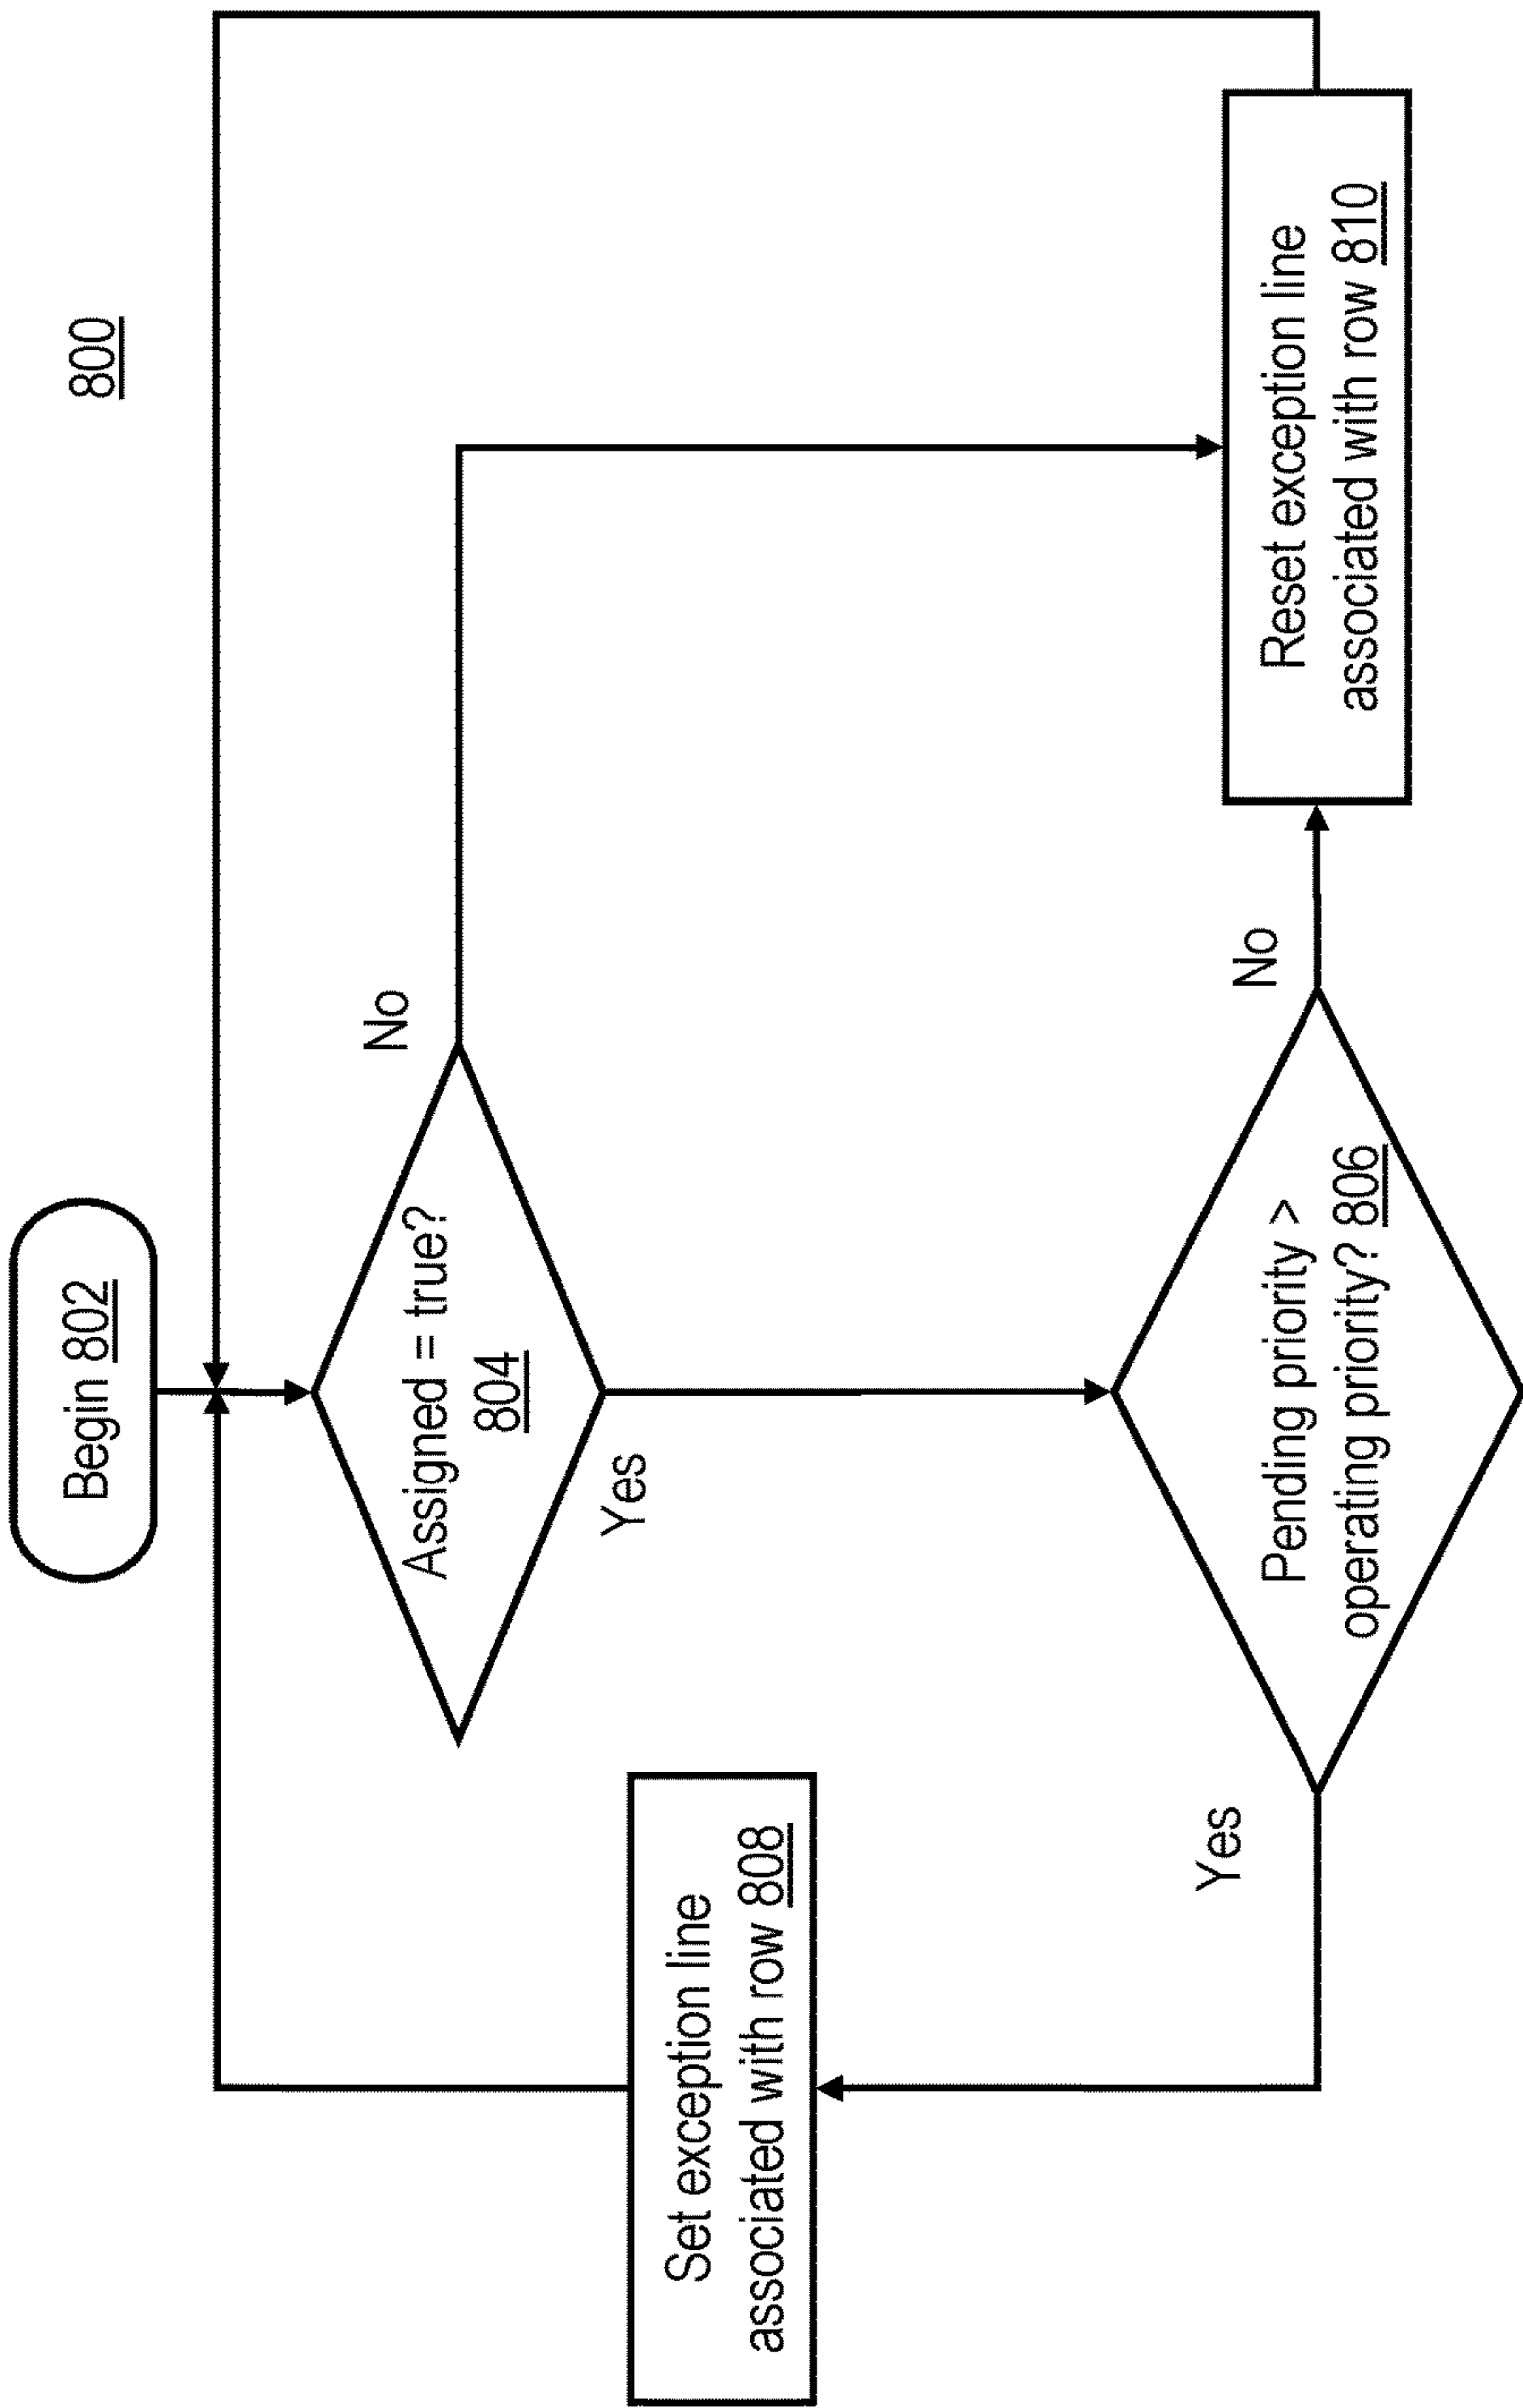 800
Begin 802
Assigned = true?
804
No
Yes
Set exception line
associated with row 808
Pending priority >
operating priority? 806
Yes
No
Reset exception line
associated with row 810